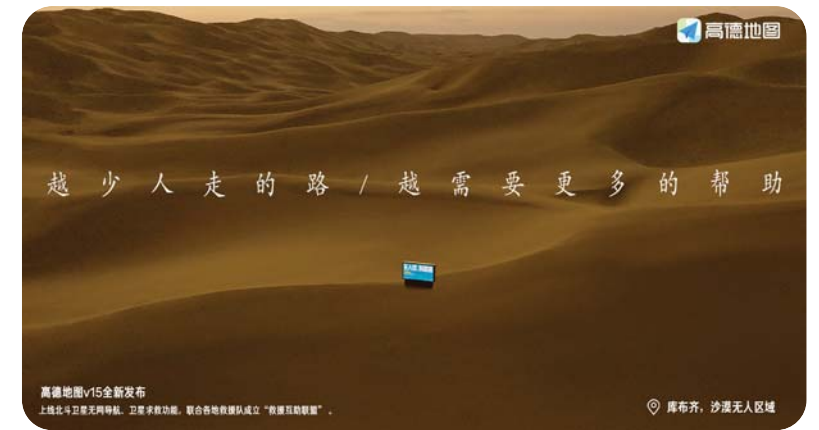 高德地图
越少人走的路/越需要更多的帮助
高德地图v15全新发布
上线北斗卫星无网导航、卫星求救功能，联合各地救援队成立“救援互助联盟”。
库布齐，沙漠无人区域